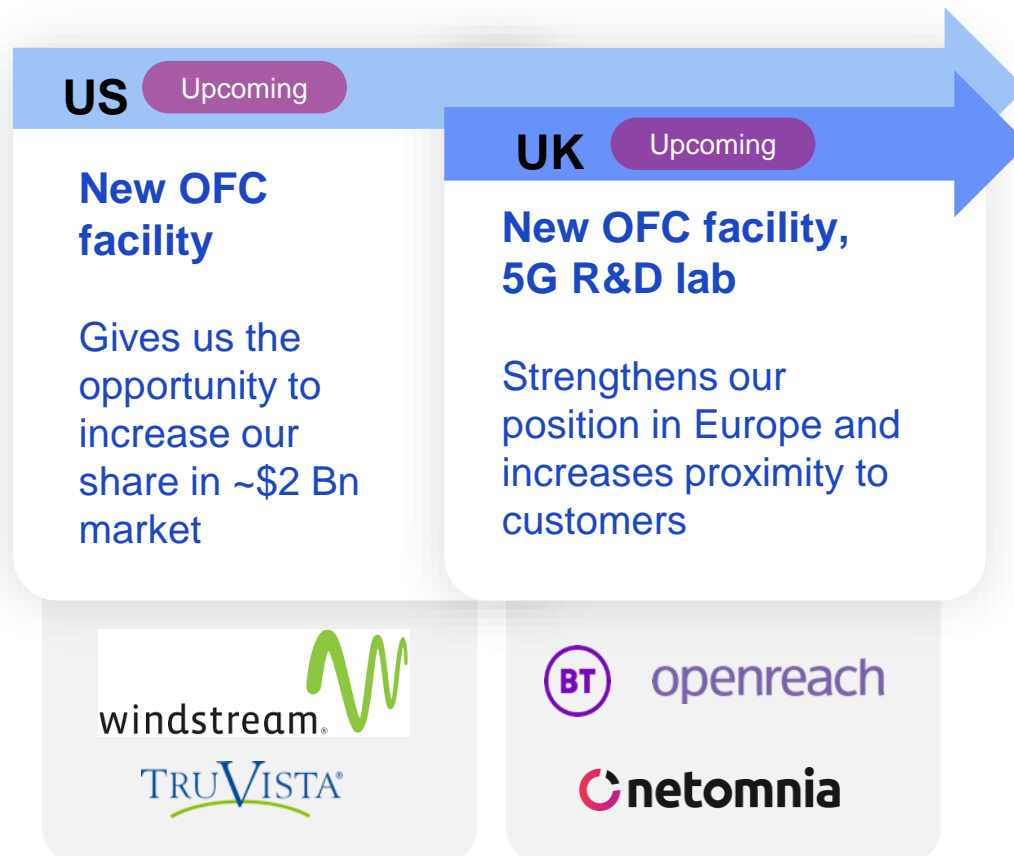 US
Upcoming
New OFC
facility
Gives us the
opportunity to
increase our
share in ~$2 Bn
market
windstream®
TRUVISTA®
UK
Upcoming
New OFC facility,
5G R&D lab
Strengthens our
position in Europe and
increases proximity to
customers
BT
openreach
netomnia